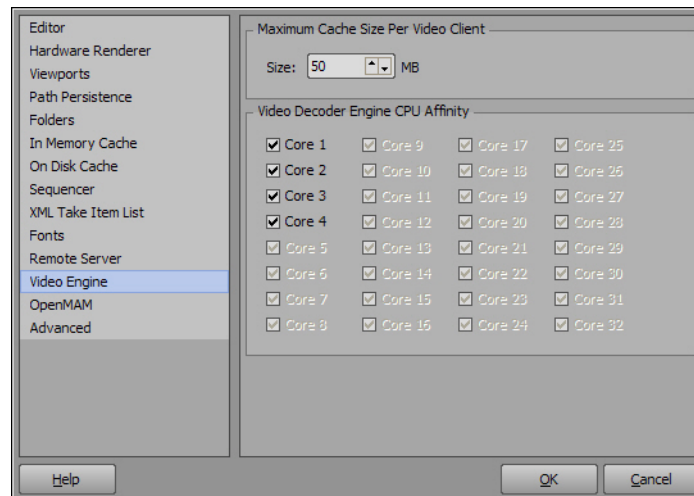 Editor
Hardware Renderer
Viewports
Path Persistence
Folders
In Memory Cache
On Disk Cache
Sequencer
XML Take Item List
Fonts
Remote Server
Video Engine
OpenMAM
Advanced
Maximum Cache Size Per Video Client
Size: 50 MB
Video Decoder Engine CPU Affinity
Core 1 Core 9 Core 17 Core 25
Core 2 Core 10 Core 18 Core 26
Core 3 Core 11 Core 19 Core 27
Core 4 Core 12 Core 20 Core 28
Core 5 Core 13 Core 21 Core 29
Core 6 Core 14 Core 22 Core 30
Core 7 Core 15 Core 23 Core 31
Core 8 Core 16 Core 24 Core 32
Help OK Cancel